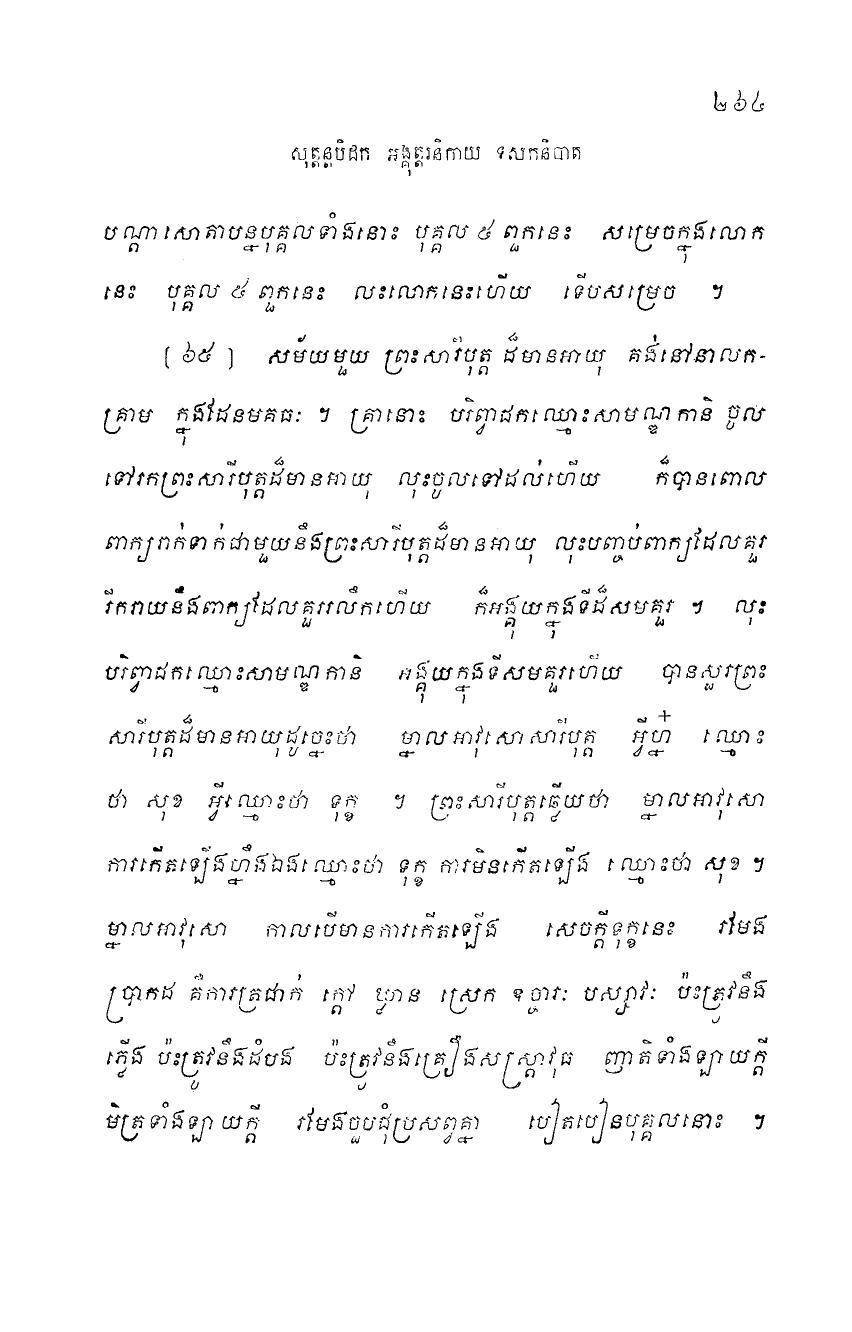 ២៦៤
សុត្តន្តបិដក អង្គុត្តរនិកាយ ទសកនិបាត
បណ្តាសោតាបន្នបុគ្គលទាំងនោះ បុគ្គល ៥ ពួកនេះ សម្រេចក្នុងលោក
នេះ បុគ្គល ៥ ពួកនេះ លះលោកនេះហើយ ទើបសម្រេច ។
[ ៦៥ ] សម័យមួយ ព្រះសារីបុត្ត ដ៏មានអាយុ គង់នៅនាលក-
គ្រាម ក្នុងដែនមគធៈ ។ គ្រានោះ បរិព្វាជកឈ្មោះសាមណ្ឌកានិ ចូល
ទៅរកព្រះសារីបុត្តដ៏មានអាយុ លុះចូលទៅដល់ហើយ ក៏បានពោល
ពាក្យរាក់ទាក់ជាមួយនឹងព្រះសារីបុត្តដ៏មានអាយុ លុះបញ្ចប់ពាក្យដែលគួរ
រីករាយនឹងពាក្យដែលគួររលឹកហើយ ក៏អង្គុយក្នុងទីដ៏សមគួរ ។ លុះ
បរិព្វាជកឈ្មោះសាមណ្ឌកានិ អង្គុយក្នុងទីសមគួរហើយ បានសួរព្រះ
សារីបុត្តដ៏មានអាយុដូច្នេះថា ម្នាលអាវុសោសារីបុត្ត អ្វីហ្ន៎ ឈ្មោះ
ថា សុខ អ្វីឈ្មោះថា ទុក្ខ ។ ព្រះសារីបុត្តឆ្លើយថា ម្នាលអាវុសោ
ការកើតឡើងហ្នឹងឯងឈ្មោះថា ទុក្ខ ការមិនកើតឡើង ឈ្មោះថា សុខ ។
ម្នាលអាវុសោ កាលបើមានការកើតឡើង សេចក្តីទុក្ខនេះ រមែង
ប្រាកដ គឺការត្រជាក់ ក្តៅ ឃ្លាន ស្រេក ឧច្ចារៈ បស្សាវៈ ប៉ះត្រូវនឹង
ភ្លើង ប៉ះត្រូវនឹងដំបង ប៉ះត្រូវនឹងគ្រឿងសស្ត្រាវុធ ញាតិទាំងឡាយក្តី
មិត្រទាំងឡាយក្តី រមែងចួបជុំប្រសព្វគ្នា បៀតបៀនបុគ្គលនោះ ។